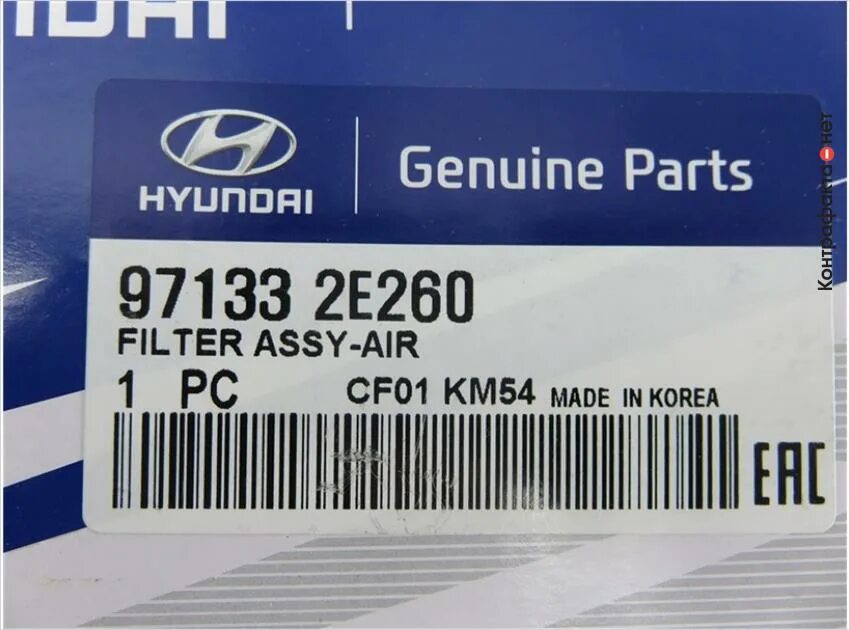 HYUNDAI
Genuine Parts
97133 2E260
FILTER ASSY-AIR
1 PC CF01 KM54 MADE IN KOREA
EAC
Контрафакта нет